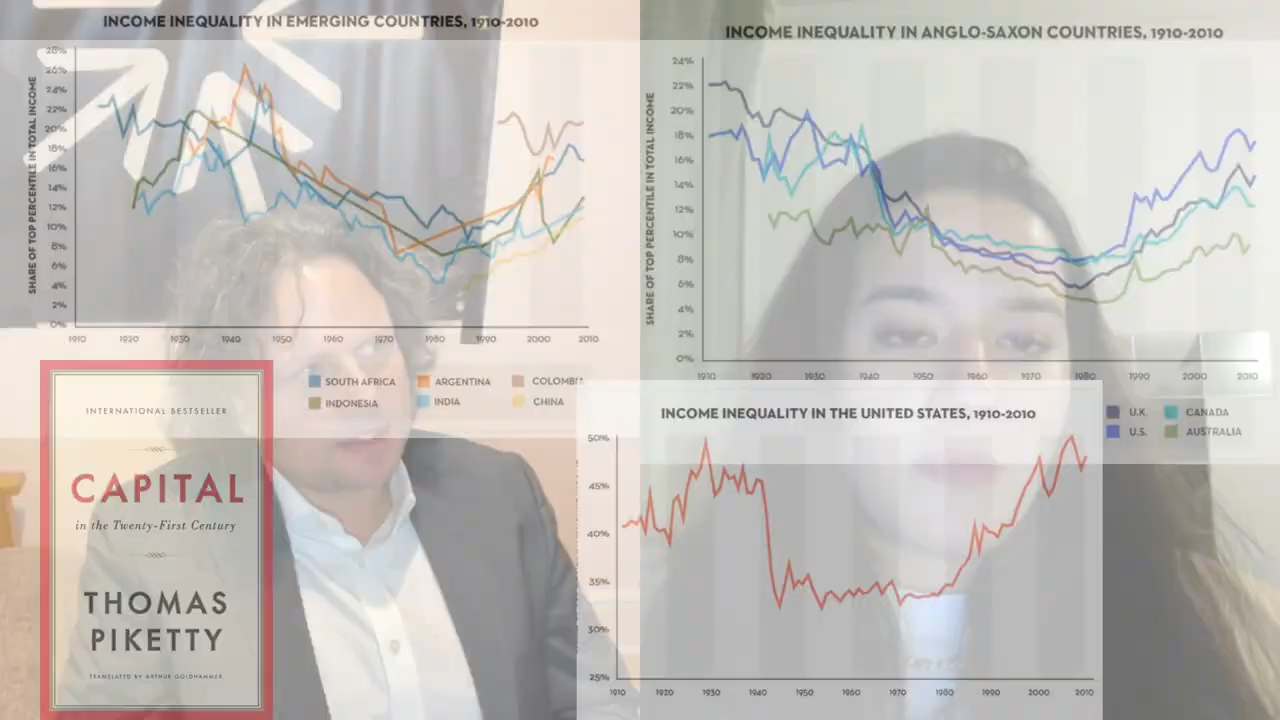 INCOME INEQUALITY IN EMERGING COUNTRIES, 1910-2010
SHARE OF TOP PERCENTILE IN TOTAL INCOME
28%
26%
24%
22%
20%
18%
16%
14%
12%
10%
8%
6%
4%
2%
0%
1910 1920 1930 1940 1950 1960 1970 1980 1990 2000 2010
SOUTH AFRICA ARGENTINA COLOMBIA
INDONESIA INDIA CHINA
INCOME INEQUALITY IN ANGLO-SAXON COUNTRIES, 1910-2010
SHARE OF TOP PERCENTILE IN TOTAL INCOME
24%
22%
20%
18%
16%
14%
12%
10%
8%
6%
4%
2%
0%
1910 1920 1930 1940 1950 1960 1970 1980 1990 2000 2010
U.K. CANADA
U.S. AUSTRALIA
INTERNATIONAL BESTSELLER
CAPITAL
in the Twenty-First Century
THOMAS
PIKETTY
TRANSLATED BY ARTHUR GOLDHAMMER
INCOME INEQUALITY IN THE UNITED STATES, 1910-2010
50%
45%
40%
35%
30%
25%
1910 1920 1930 1940 1950 1960 1970 1980 1990 2000 2010